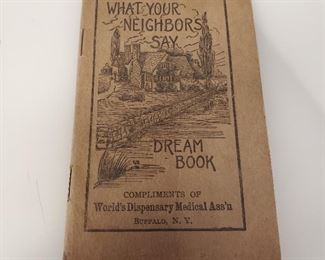 WHAT YOUR
NEIGHBORS
SAY
DREAM
BOOK
COMPLIMENTS OF
World's Dispensary Medical Ass'n
BUFFALO, N. Y.